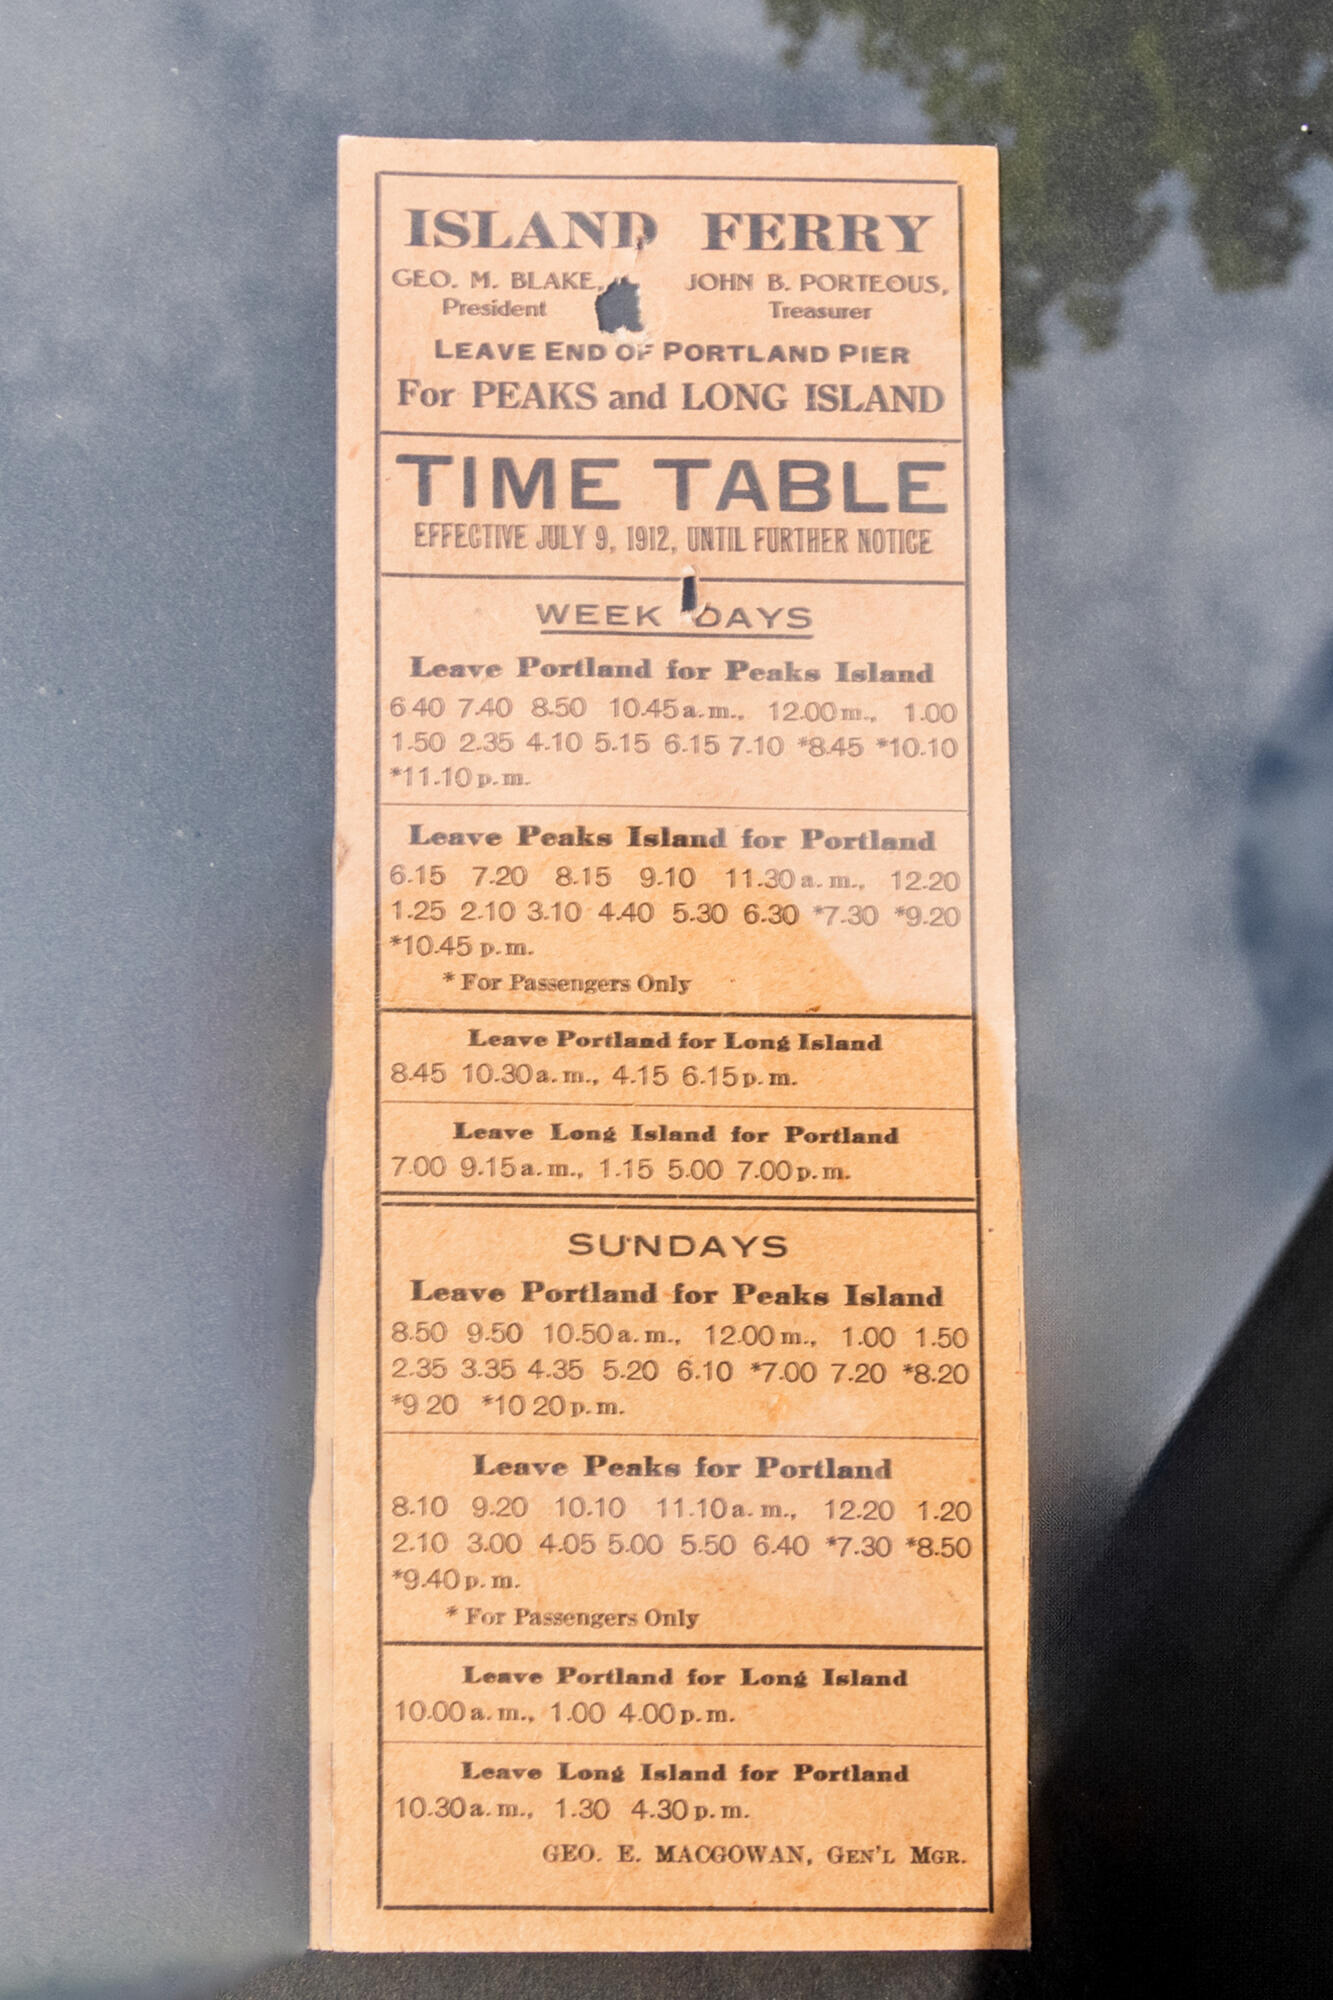 ISLAND FERRY
GEO. M. BLAKE, JOHN B. PORTEOUS,
President Treasurer
LEAVE END OF PORTLAND PIER
For PEAKS and LONG ISLAND
TIME TABLE
EFFECTIVE JULY 9, 1912, UNTIL FURTHER NOTICE
WEEK DAYS
Leave Portland for Peaks Island
6 40 7.40 8.50 10.45 a. m., 12.00 m., 1.00
1.50 2.35 4.10 5.15 6.15 7.10 *8.45 *10.10
*11.10 p. m.
Leave Peaks Island for Portland
6.15 7.20 8.15 9.10 11.30 a. m., 12.20
1.25 2.10 3.10 4.40 5.30 6.30 *7.30 *9.20
*10.45 p. m.
* For Passengers Only
Leave Portland for Long Island
8.45 10.30 a. m., 4.15 6.15 p. m.
Leave Long Island for Portland
7.00 9.15 a. m., 1.15 5.00 7.00 p. m.
SUNDAYS
Leave Portland for Peaks Island
8.50 9.50 10.50 a. m., 12.00 m., 1.00 1.50
2.35 3.35 4.35 5.20 6.10 *7.00 7.20 *8.20
*9 20 *10 20 p. m.
Leave Peaks for Portland
8.10 9.20 10.10 11.10 a. m., 12.20 1.20
2.10 3.00 4.05 5.00 5.50 6.40 *7.30 *8.50
*9.40 p. m.
* For Passengers Only
Leave Portland for Long Island
10.00 a. m., 1.00 4.00 p. m.
Leave Long Island for Portland
10.30 a. m., 1.30 4.30 p. m.
GEO. E. MACGOWAN, GEN'L MGR.